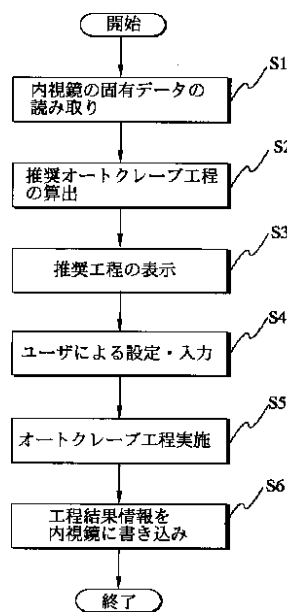 開始
S1
内視鏡の固有データの
読み取り
S2
推奨オートクレーブ工程
の算出
S3
推奨工程の表示
S4
ユーザによる設定・入力
S5
オートクレーブ工程実施
S6
工程結果情報を
内視鏡に書き込み
終了